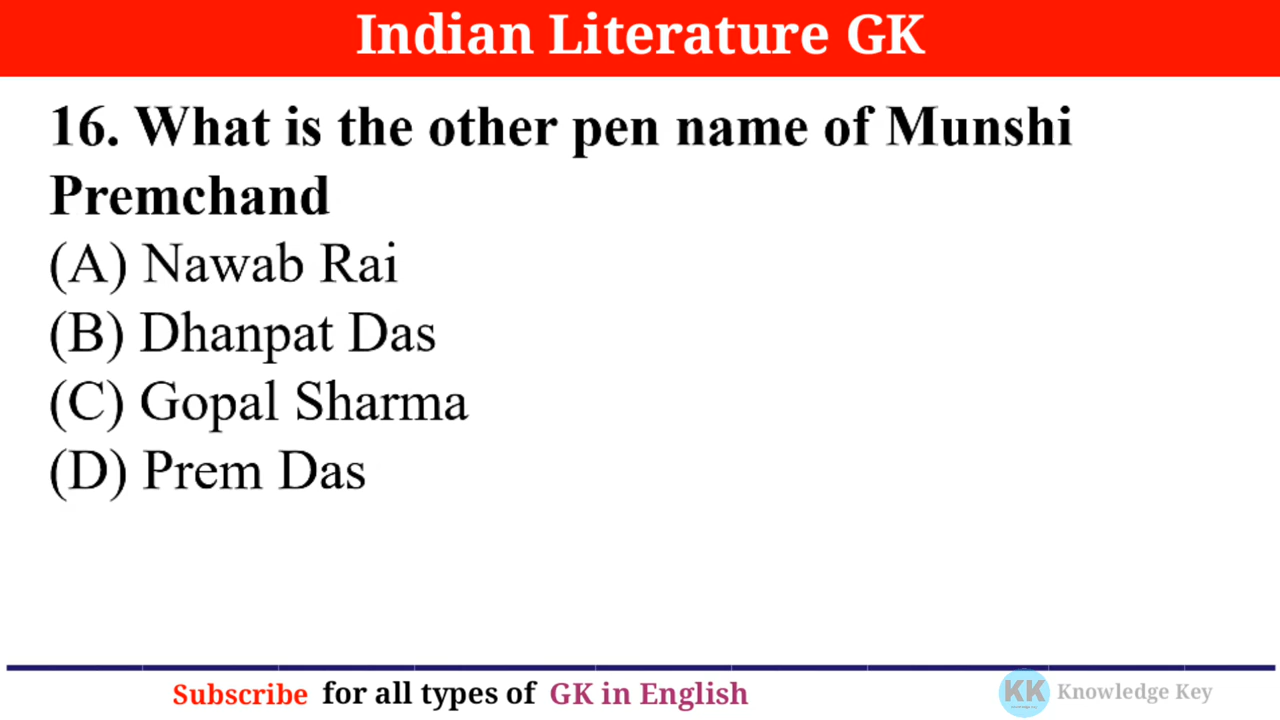 Indian Literature GK
16. What is the other pen name of Munshi
Premchand
(A) Nawab Rai
(B) Dhanpat Das
(C) Gopal Sharma
(D) Prem Das
Subscribe for all types of GK in English
KK Knowledge Key